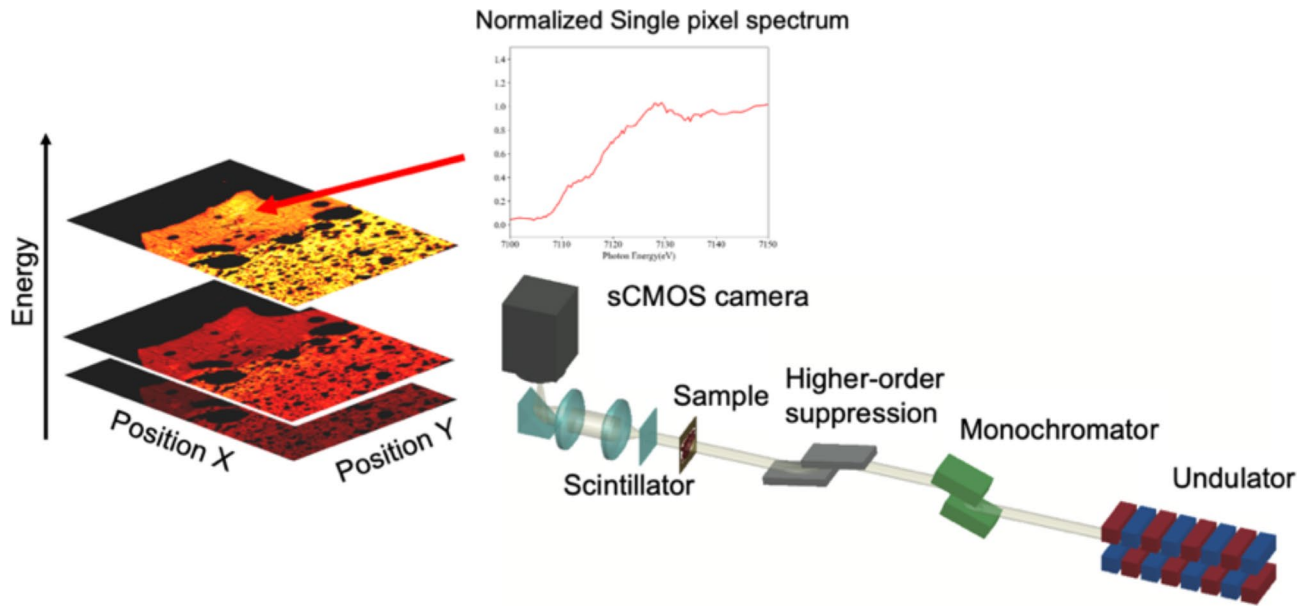 Normalized Single pixel spectrum
1.4
1.2
1.0
0.8
0.6
0.4
0.2
0.0
7100 7110 7120 7130 7140 7150
Photon Energy(eV)
Energy
Position X
Position Y
sCMOS camera
Sample
Higher-order
suppression
Monochromator
Undulator
Scintillator